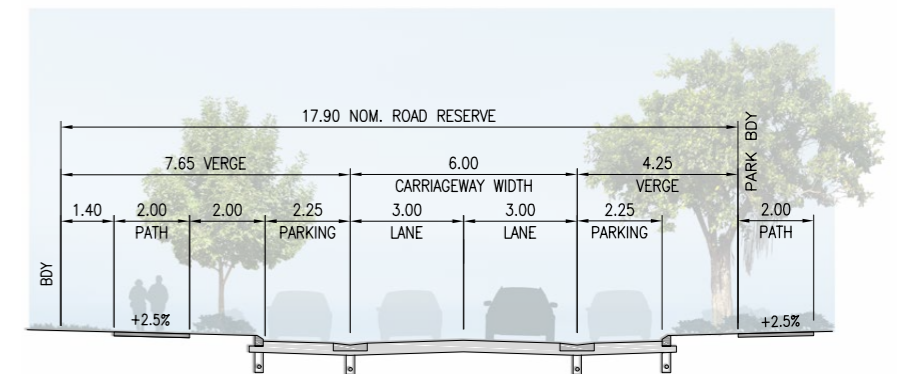 17.90 NOM. ROAD RESERVE
7.65 VERGE
6.00
CARRIAGEWAY WIDTH
4.25
VERGE
1.40
2.00
PATH
2.00
2.25
PARKING
3.00
LANE
3.00
LANE
2.25
PARKING
2.00
PATH
BDY
PARK BDY
+2.5%
+2.5%